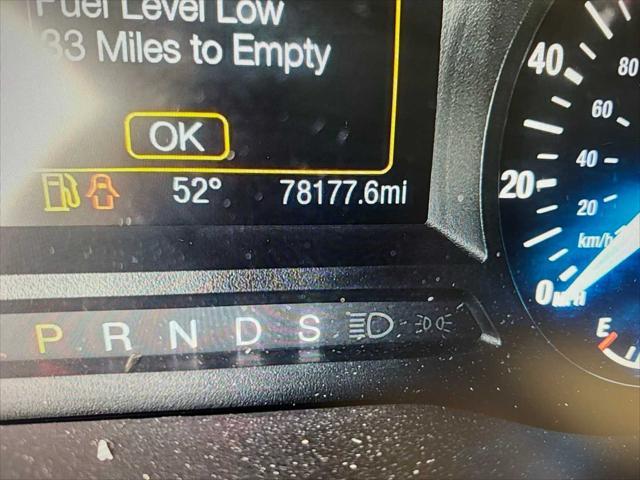 Fuel Level Low
33 Miles to Empty
OK
52° 78177.6mi
P R N D S
40
20
0 MPH
80
60
40
20
km/h
E